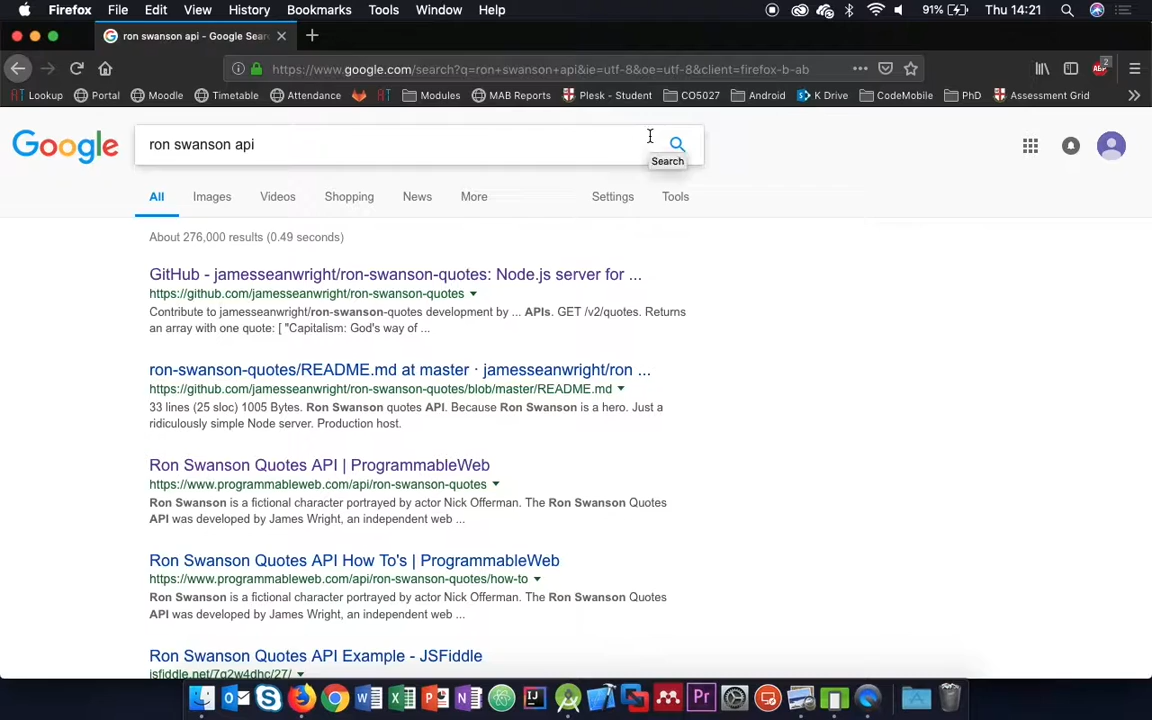 Firefox File Edit View History Bookmarks Tools Window Help 91% Thu 14:21
ron swanson api - Google Sear
https://www.google.com/search?q=ron+swanson+api&ie=utf-8&oe=utf-8&client=firefox-b-ab 2
Lookup Portal Moodle Timetable Attendance Modules MAB Reports Plesk - Student CO5027 Android K Drive CodeMobile PhD Assessment Grid
Google ron swanson api
Search
All Images Videos Shopping News More Settings Tools
About 276,000 results (0.49 seconds)
GitHub - jamesseanwright/ron-swanson-quotes: Node.js server for ...
https://github.com/jamesseanwright/ron-swanson-quotes
Contribute to jamesseanwright/ron-swanson-quotes development by ... APIs. GET /v2/quotes. Returns
an array with one quote: [ "Capitalism: God's way of ...
ron-swanson-quotes/README.md at master · jamesseanwright/ron ...
https://github.com/jamesseanwright/ron-swanson-quotes/blob/master/README.md
33 lines (25 sloc) 1005 Bytes. Ron Swanson quotes API. Because Ron Swanson is a hero. Just a
ridiculously simple Node server. Production host.
Ron Swanson Quotes API | ProgrammableWeb
https://www.programmableweb.com/api/ron-swanson-quotes
Ron Swanson is a fictional character portrayed by actor Nick Offerman. The Ron Swanson Quotes
API was developed by James Wright, an independent web ...
Ron Swanson Quotes API How To's | ProgrammableWeb
https://www.programmableweb.com/api/ron-swanson-quotes/how-to
Ron Swanson is a fictional character portrayed by actor Nick Offerman. The Ron Swanson Quotes
API was developed by James Wright, an independent web ...
Ron Swanson Quotes API Example - JSFiddle
jsfiddle.net/7g2w4dhc/27/